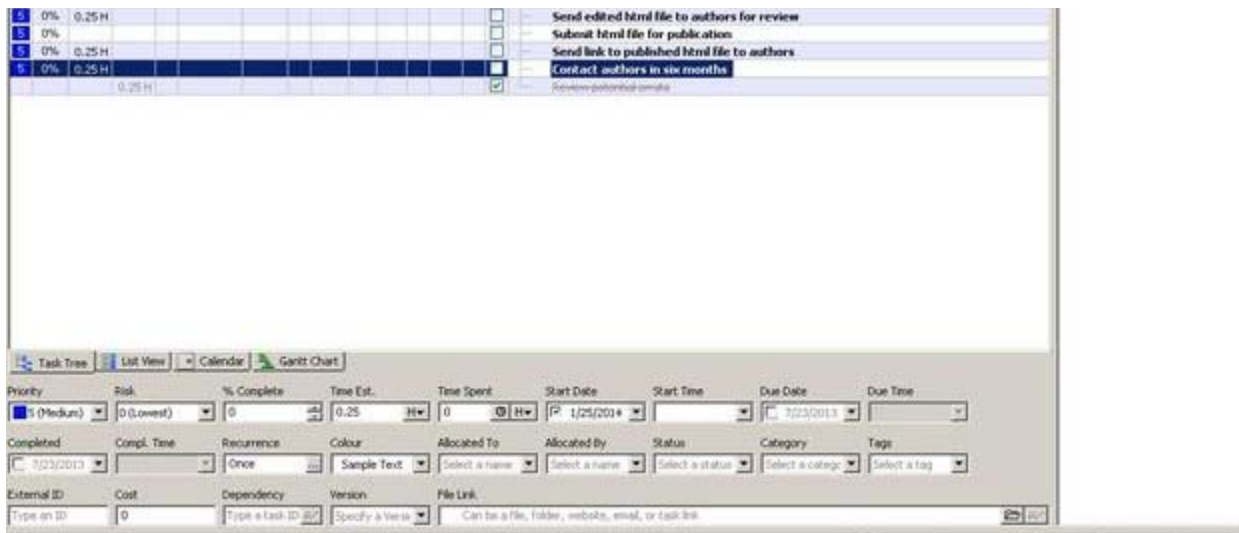 5 0% 0.25 H Send edited html file to authors for review
5 0% Submit html file for publication
5 0% 0.25 H Send link to published html file to authors
5 0% 0.25 H Contact authors in six months
0.25 H Review potential errata
Task Tree List View Calendar Gantt Chart
Priority Risk % Complete Time Est. Time Spent Start Date Start Time Due Date Due Time
5 (Medium) 0 (Lowest) 0 0.25 H 0 H 1/25/2014 7/23/2013
Completed Compl. Time Recurrence Colour Allocated To Allocated By Status Category Tags
7/23/2013 Once Sample Text Select a name Select a name Select a status Select a categc Select a tag
External ID Cost Dependency Version File Link
Type an ID 0 Type a task ID Specify a Versi Can be a file, folder, website, email, or task link